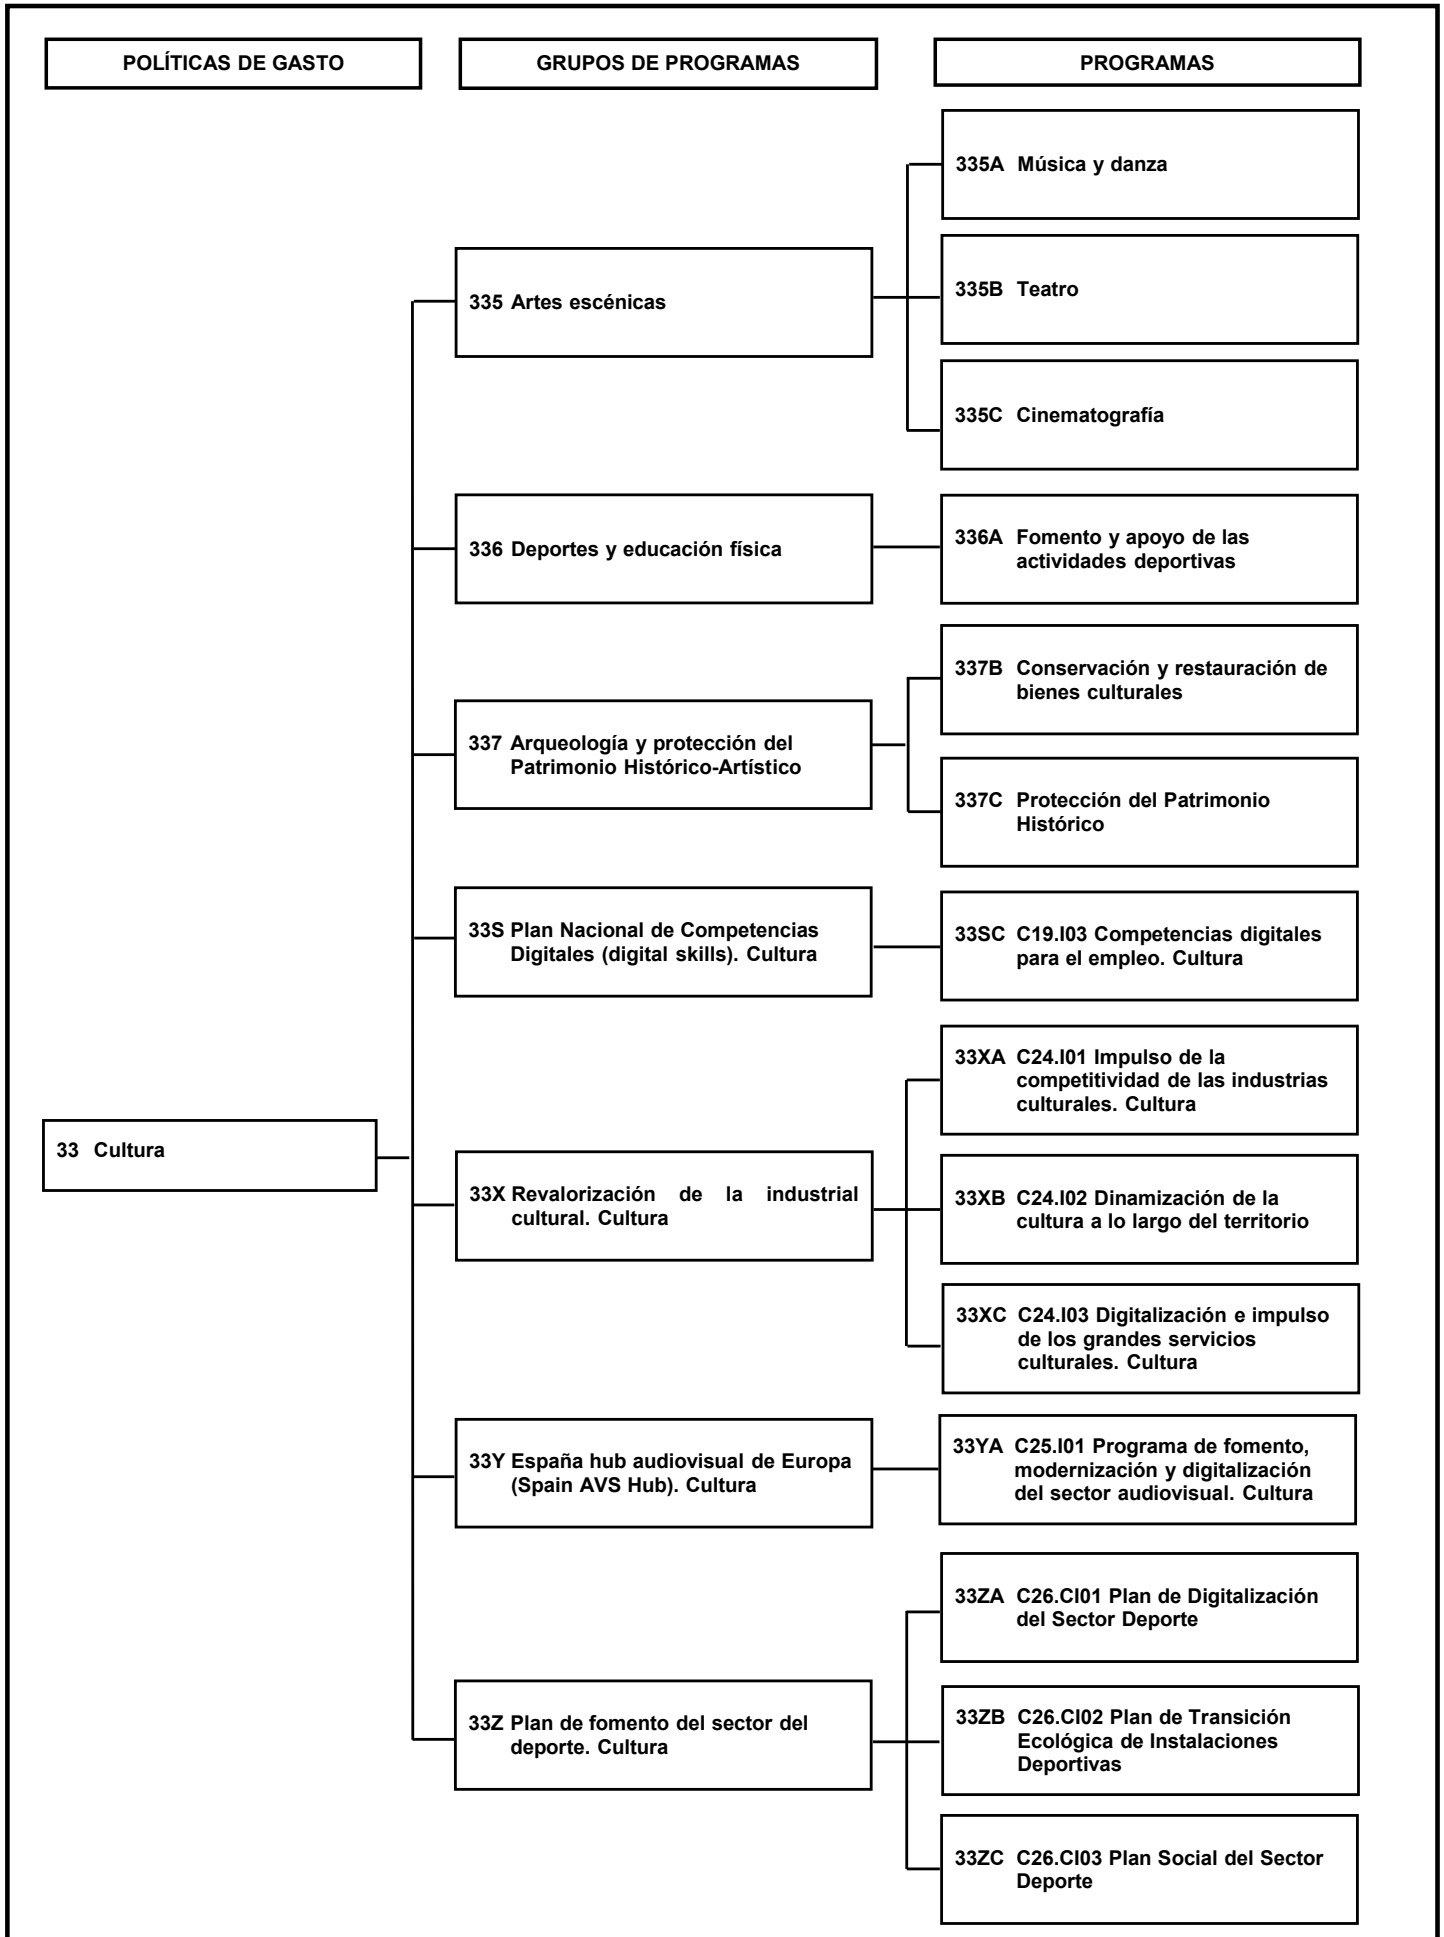 POLÍTICAS DE GASTO
GRUPOS DE PROGRAMAS
PROGRAMAS
335A Música y danza
335B Teatro
335 Artes escénicas
335C Cinematografía
336 Deportes y educación física
336A Fomento y apoyo de las
actividades deportivas
337B Conservación y restauración de
bienes culturales
337 Arqueología y protección del
Patrimonio Histórico-Artístico
337C Protección del Patrimonio
Histórico
33S Plan Nacional de Competencias
Digitales (digital skills). Cultura
33SC C19.I03 Competencias digitales
para el empleo. Cultura
33XA C24.I01 Impulso de la
competitividad de las industrias
culturales. Cultura
33 Cultura
33X Revalorización de la industrial
cultural. Cultura
33XB C24.I02 Dinamización de la
cultura a lo largo del territorio
33XC C24.I03 Digitalización e impulso
de los grandes servicios
culturales. Cultura
33Y España hub audiovisual de Europa
(Spain AVS Hub). Cultura
33YA C25.I01 Programa de fomento,
modernización y digitalización
del sector audiovisual. Cultura
33ZA C26.CI01 Plan de Digitalización
del Sector Deporte
33Z Plan de fomento del sector del
deporte. Cultura
33ZB C26.CI02 Plan de Transición
Ecológica de Instalaciones
Deportivas
33ZC C26.CI03 Plan Social del Sector
Deporte